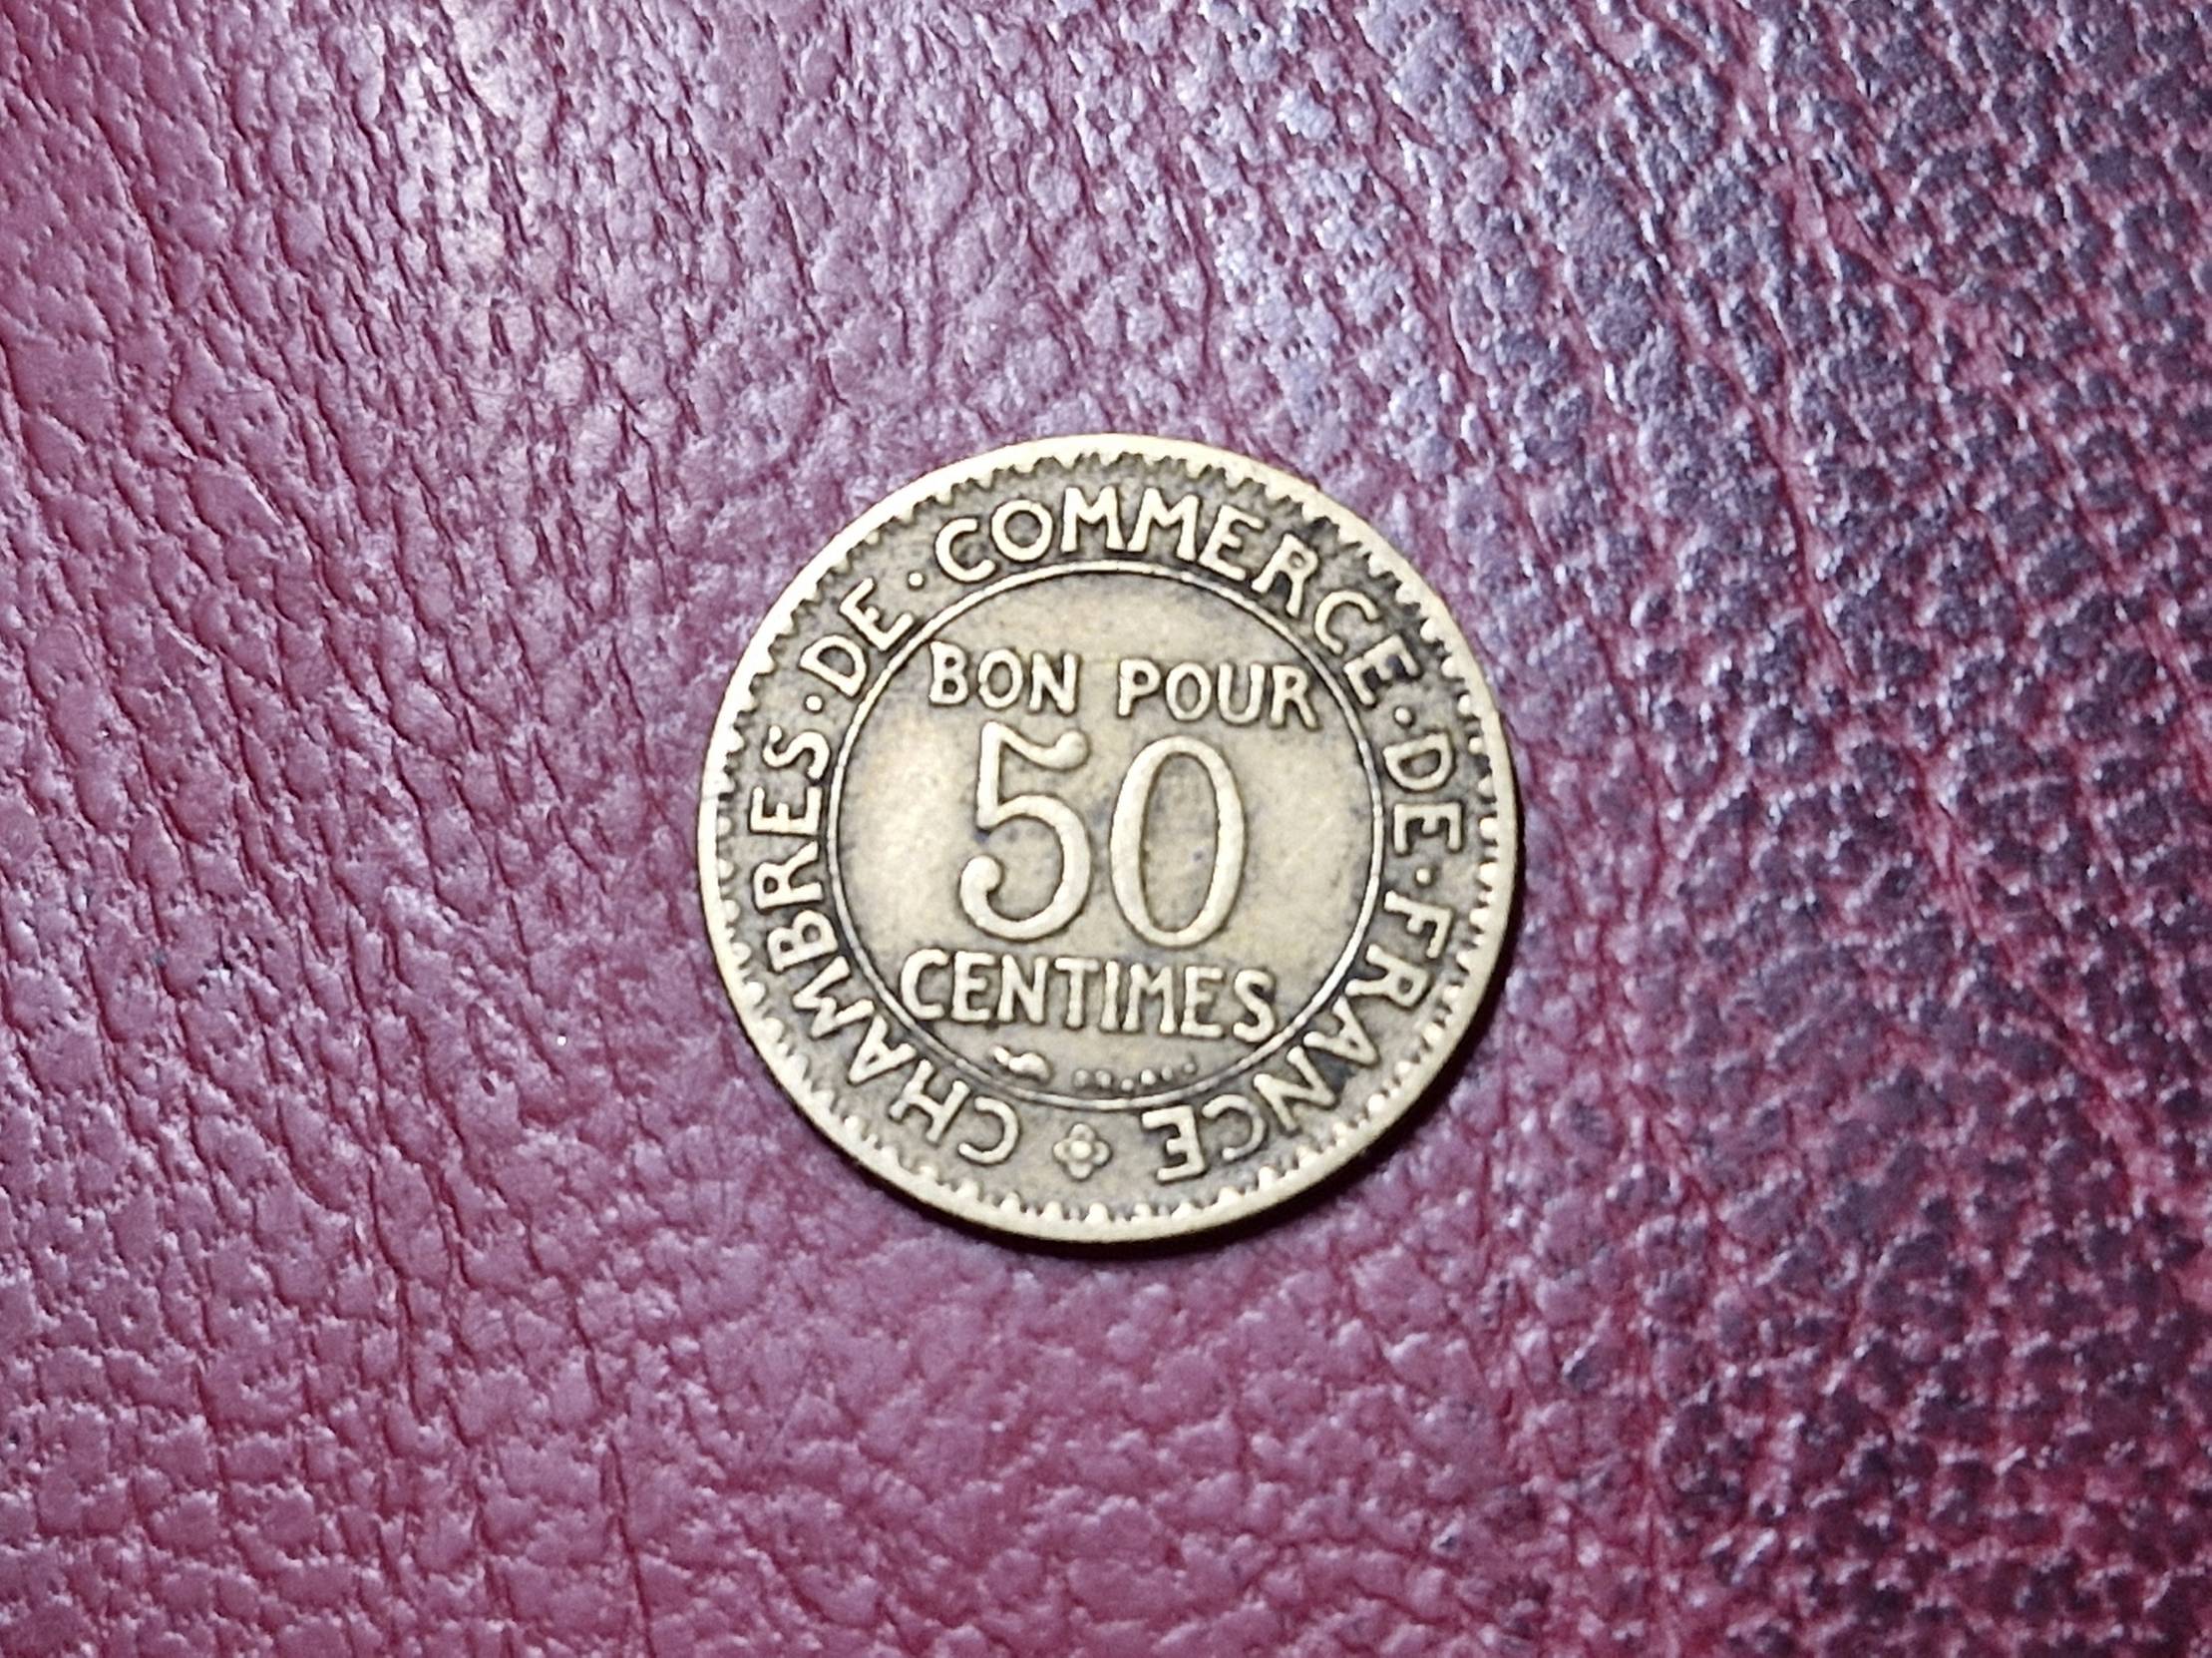 CHAMBRES·DE·COMMERCE·DE·FRANCE
BON POUR
50
CENTIMES